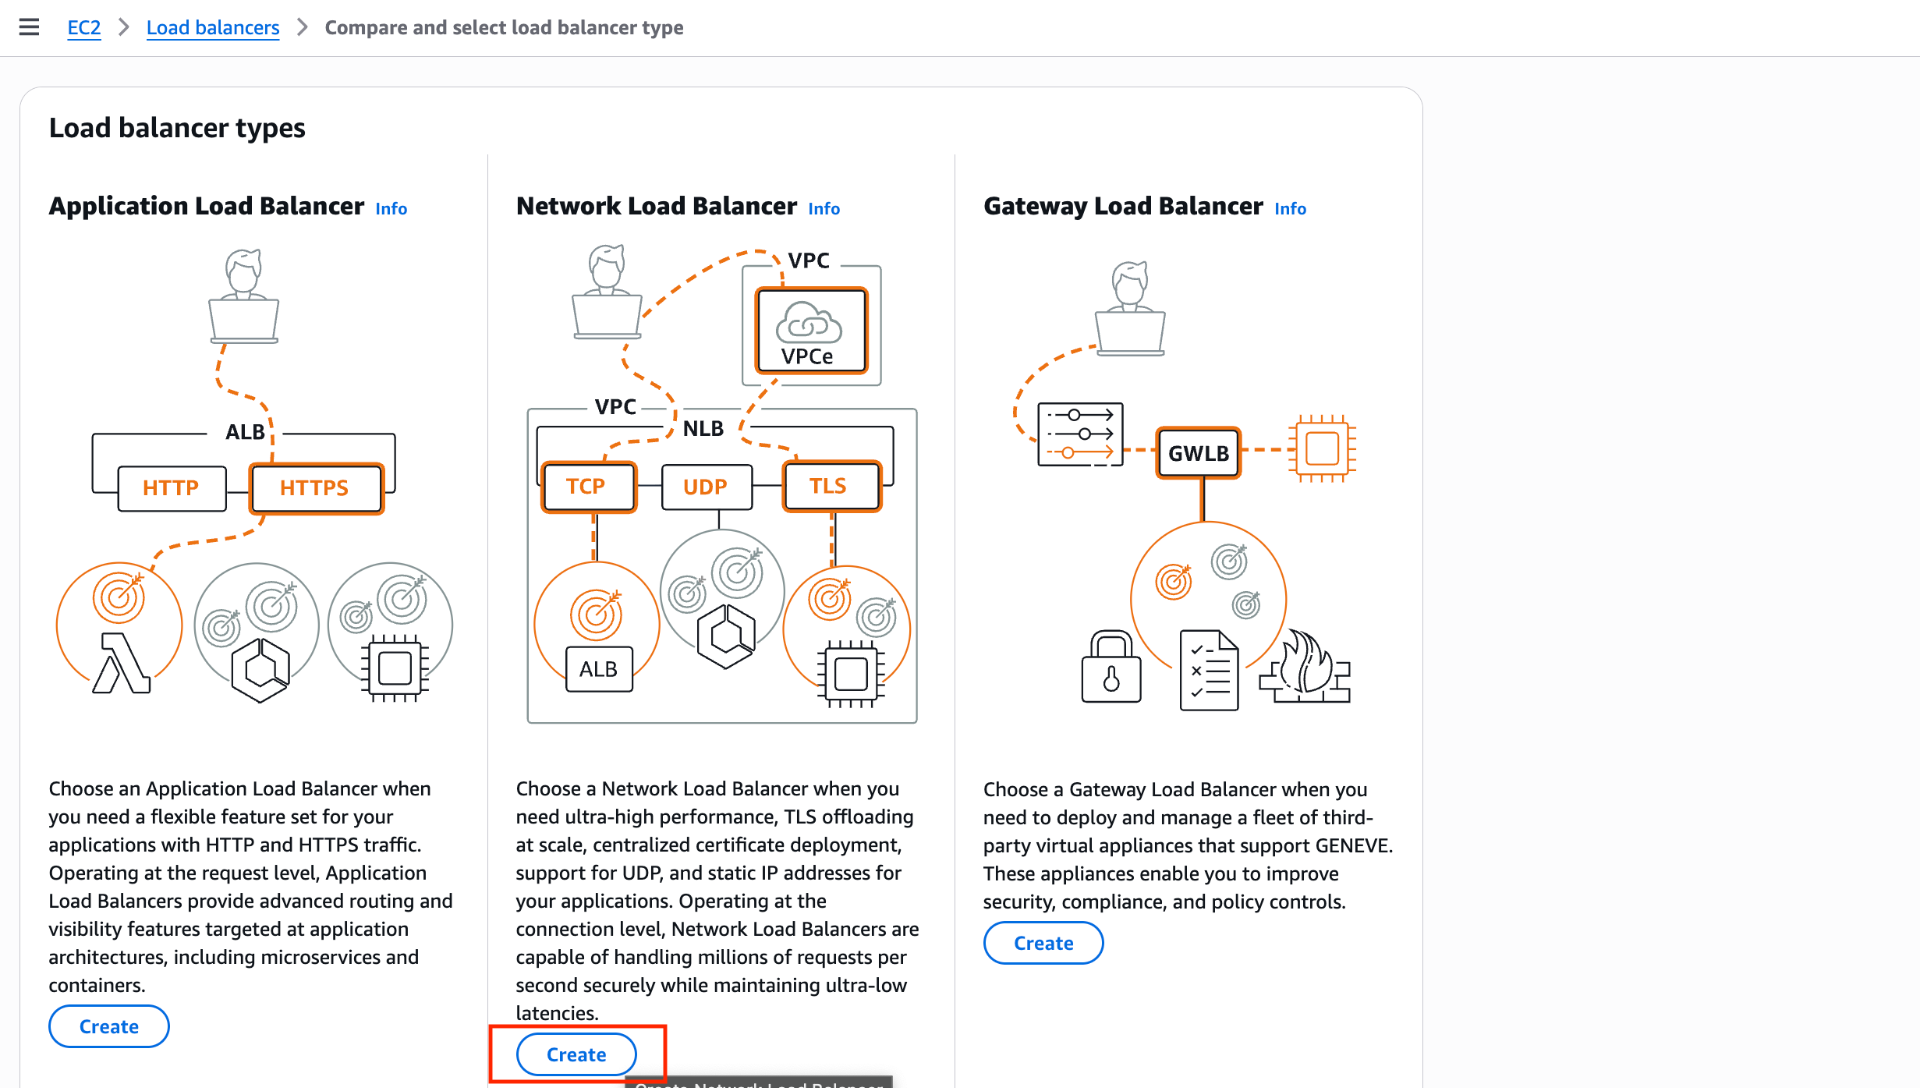 EC2 > Load balancers > Compare and select load balancer type
Load balancer types
Application Load Balancer Info
ALB
HTTP
HTTPS
Choose an Application Load Balancer when
you need a flexible feature set for your
applications with HTTP and HTTPS traffic.
Operating at the request level, Application
Load Balancers provide advanced routing and
visibility features targeted at application
architectures, including microservices and
containers.
Create
Network Load Balancer Info
VPC
VPCe
VPC
NLB
TCP
UDP
TLS
ALB
Choose a Network Load Balancer when you
need ultra-high performance, TLS offloading
at scale, centralized certificate deployment,
support for UDP, and static IP addresses for
your applications. Operating at the
connection level, Network Load Balancers are
capable of handling millions of requests per
second securely while maintaining ultra-low
latencies.
Create
Create Network Load Balancer
Gateway Load Balancer Info
GWLB
Choose a Gateway Load Balancer when you
need to deploy and manage a fleet of third-
party virtual appliances that support GENEVE.
These appliances enable you to improve
security, compliance, and policy controls.
Create